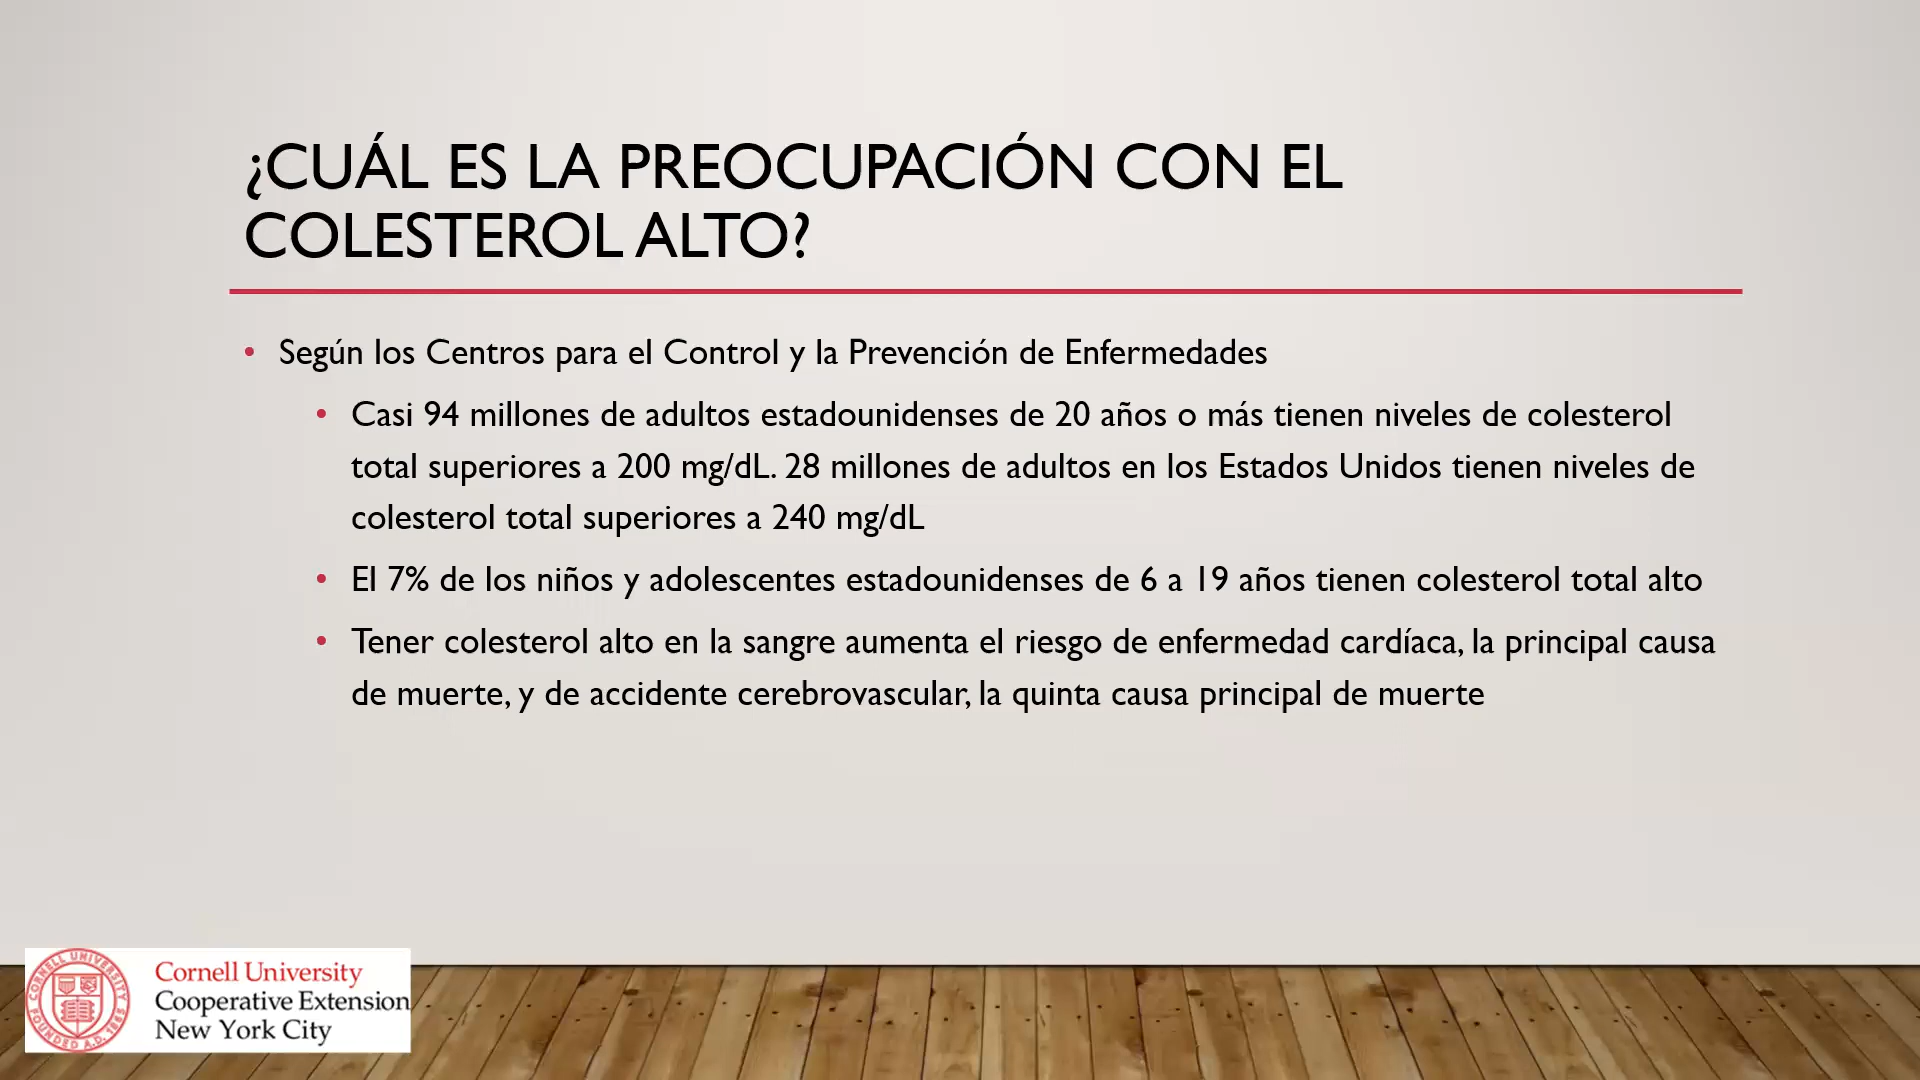 ¿CUÁL ES LA PREOCUPACIÓN CON EL
COLESTEROL ALTO?
• Según los Centros para el Control y la Prevención de Enfermedades
• Casi 94 millones de adultos estadounidenses de 20 años o más tienen niveles de colesterol
total superiores a 200 mg/dL. 28 millones de adultos en los Estados Unidos tienen niveles de
colesterol total superiores a 240 mg/dL
• El 7% de los niños y adolescentes estadounidenses de 6 a 19 años tienen colesterol total alto
• Tener colesterol alto en la sangre aumenta el riesgo de enfermedad cardíaca, la principal causa
de muerte, y de accidente cerebrovascular, la quinta causa principal de muerte
CORNELL UNIVERSITY
FOUNDED A.D. 1865
Cornell University
Cooperative Extension
New York City